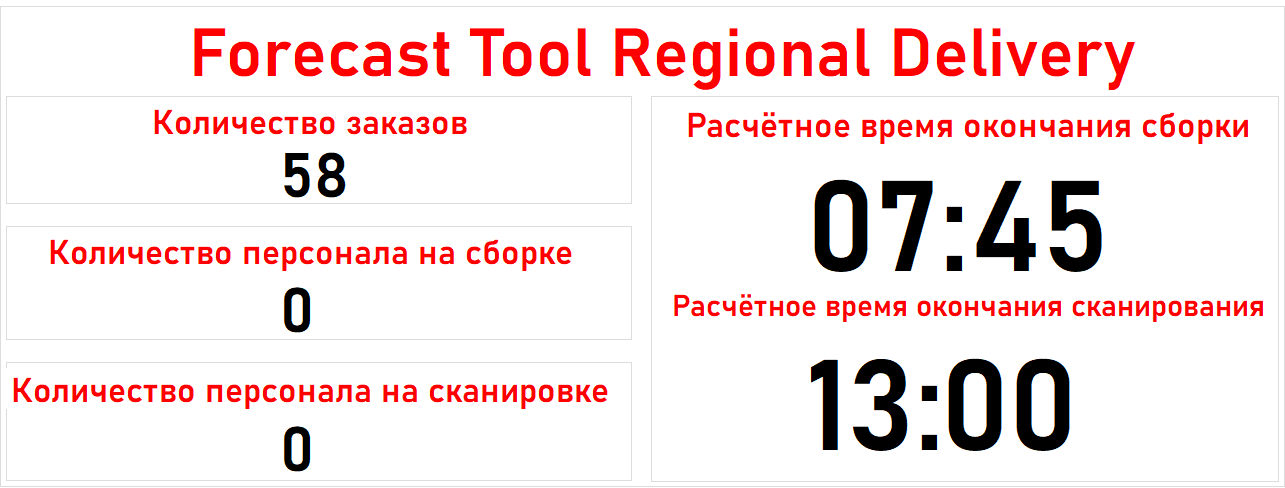 Forecast Tool Regional Delivery
Количество заказов
58
Количество персонала на сборке
0
Количество персонала на сканировке
0
Расчётное время окончания сборки
07:45
Расчётное время окончания сканирования
13:00